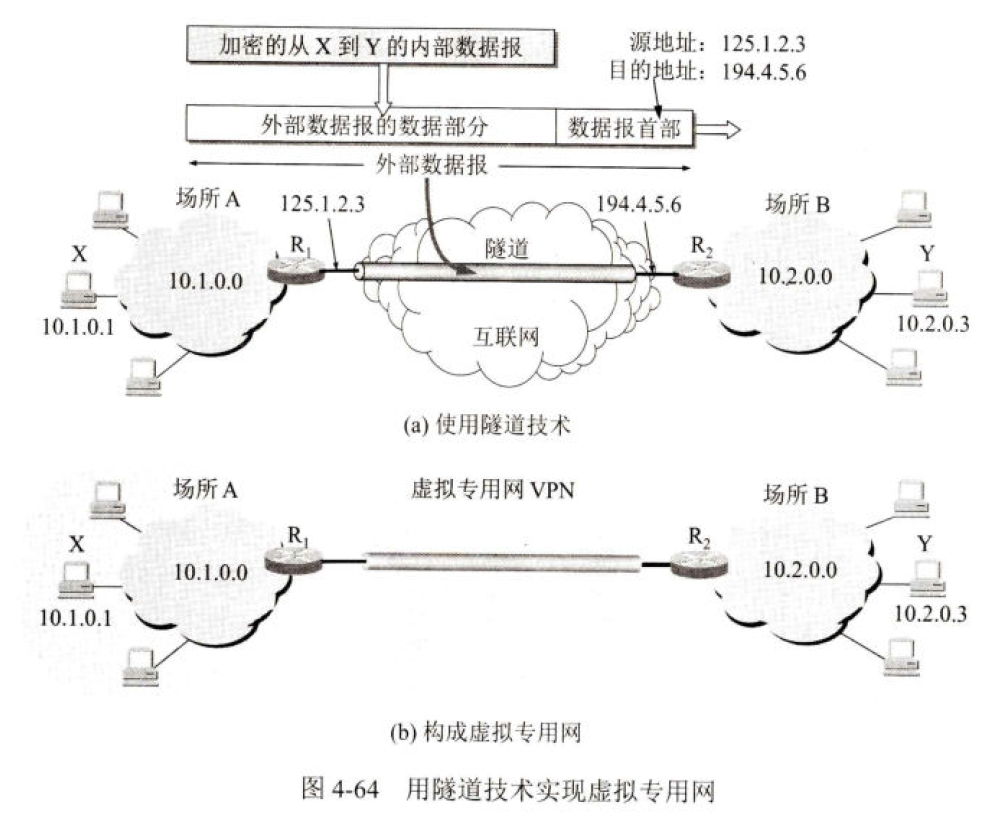 加密的从 X 到 Y 的内部数据报
源地址：125.1.2.3
目的地址：194.4.5.6
外部数据报的数据部分
数据报首部
外部数据报
场所 A
125.1.2.3
194.4.5.6
场所 B
X
R1
隧道
R2
Y
10.1.0.0
10.2.0.0
10.1.0.1
互联网
10.2.0.3
(a) 使用隧道技术
场所 A
虚拟专用网 VPN
场所 B
X
R1
R2
Y
10.1.0.0
10.2.0.0
10.1.0.1
10.2.0.3
(b) 构成虚拟专用网
图 4-64 用隧道技术实现虚拟专用网